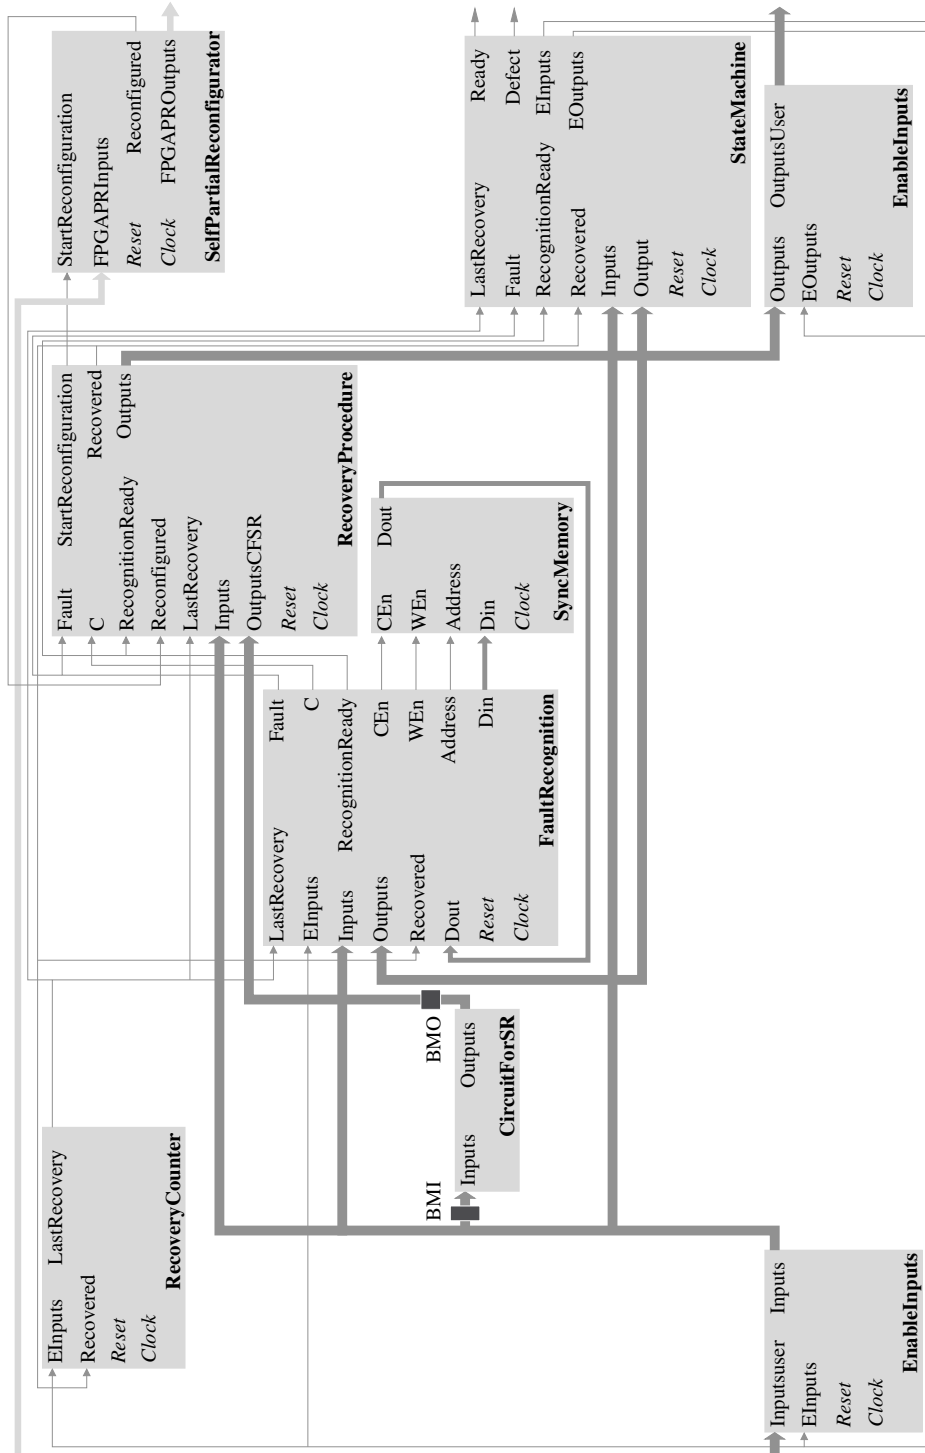 EInputs LastRecovery
Recovered
Reset
Clock
RecoveryCounter
StartReconfiguration
FPGAPRInputs
Reset Reconfigured
Clock FPGAPROutputs
SelfPartialReconfigurator
Fault StartReconfiguration
C Recovered
RecognitionReady Outputs
Reconfigured
LastRecovery
Inputs
OutputsCFSR
Reset
Clock
RecoveryProcedure
LastRecovery Fault
EInputs C
Inputs RecognitionReady
Outputs CEn
Recovered WEn
Dout Address
Reset Din
Clock
FaultRecognition
CEn Dout
WEn
Address
Din
Clock
SyncMemory
BMI
BMO
Inputs Outputs
CircuitForSR
LastRecovery Ready
Fault Defect
RecognitionReady EInputs
Recovered EOutputs
Inputs
Output
Reset
Clock
StateMachine
Inputsuser Inputs
EInputs
Reset
Clock
EnableInputs
Outputs OutputsUser
EOutputs
Reset
Clock
EnableInputs